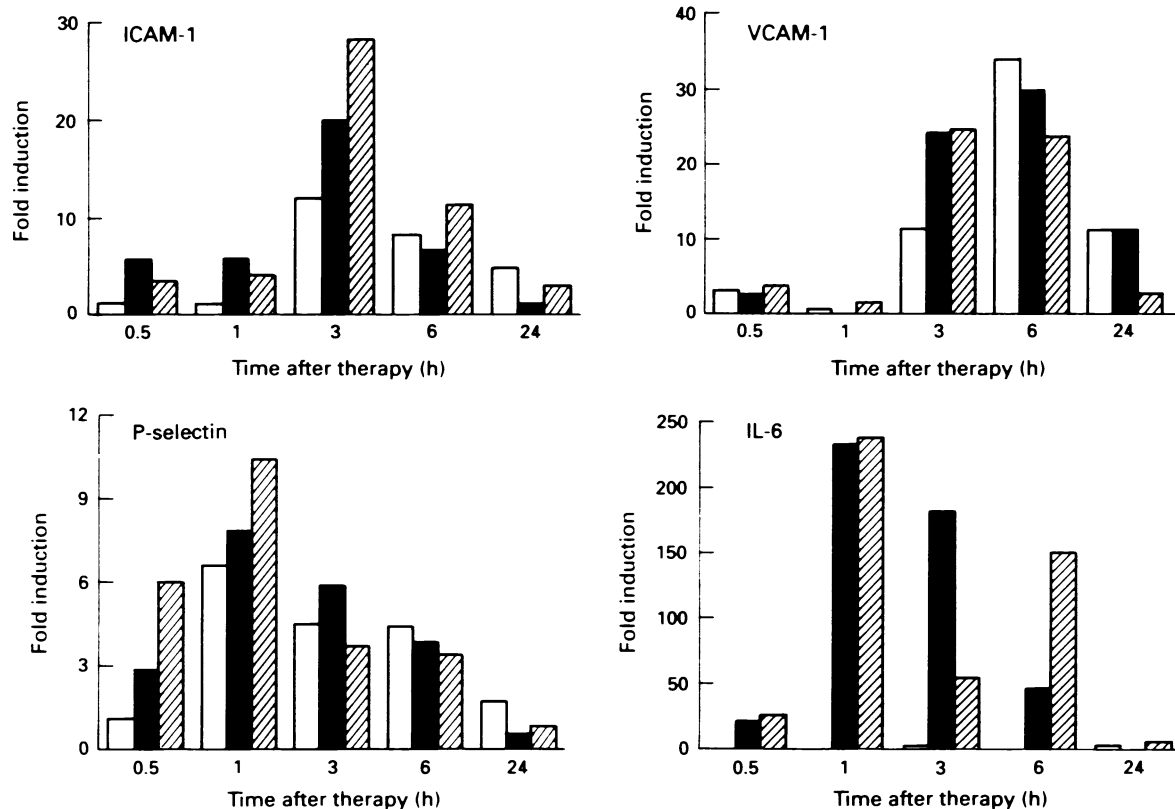 ICAM-1
Fold induction
30
20
10
0
0.5 1 3 6 24
Time after therapy (h)
VCAM-1
Fold induction
40
30
20
10
0
0.5 1 3 6 24
Time after therapy (h)
P-selectin
Fold induction
12
9
6
3
0
0.5 1 3 6 24
Time after therapy (h)
IL-6
Fold induction
250
200
150
100
50
0
0.5 1 3 6 24
Time after therapy (h)